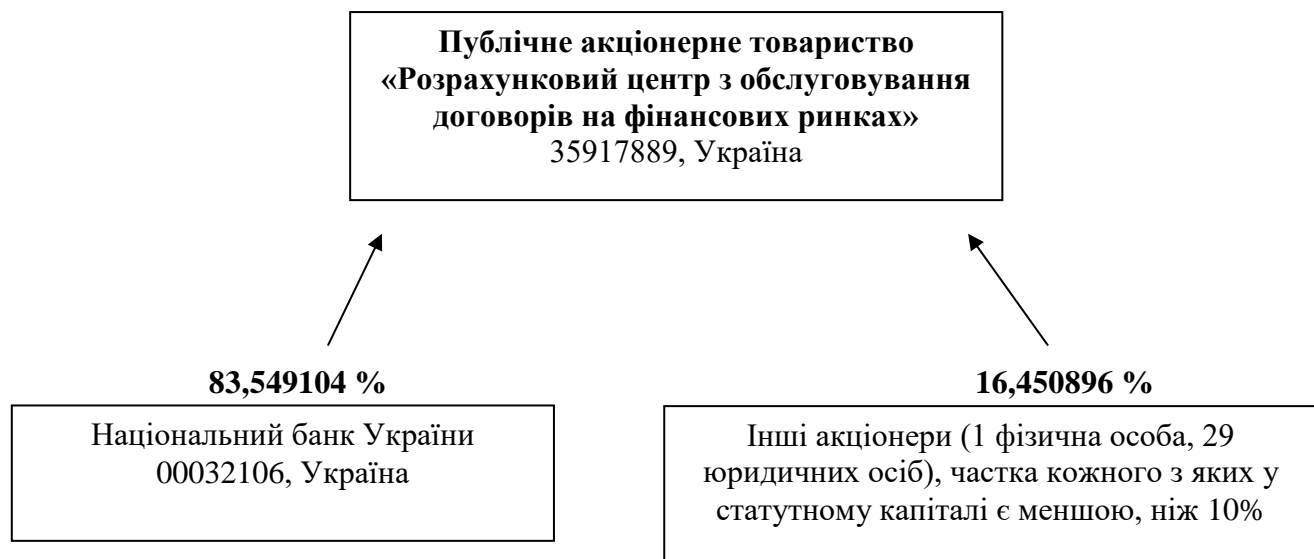 Публічне акціонерне товариство
«Розрахунковий центр з обслуговування
договорів на фінансових ринках»
35917889, Україна
83,549104 %
16,450896 %
Національний банк України
00032106, Україна
Інші акціонери (1 фізична особа, 29
юридичних осіб), частка кожного з яких у
статутному капіталі є меншою, ніж 10%